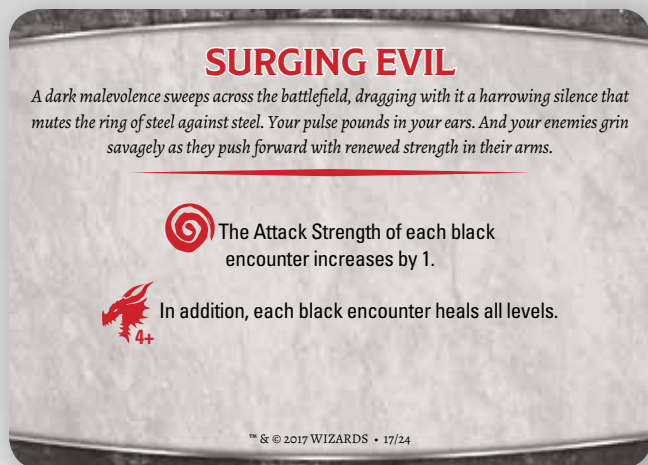 SURGING EVIL
A dark malevolence sweeps across the battlefield, dragging with it a harrowing silence that
mutes the ring of steel against steel. Your pulse pounds in your ears. And your enemies grin
savagely as they push forward with renewed strength in their arms.
The Attack Strength of each black
encounter increases by 1.
In addition, each black encounter heals all levels.
4+
™ & © 2017 WIZARDS • 17/24